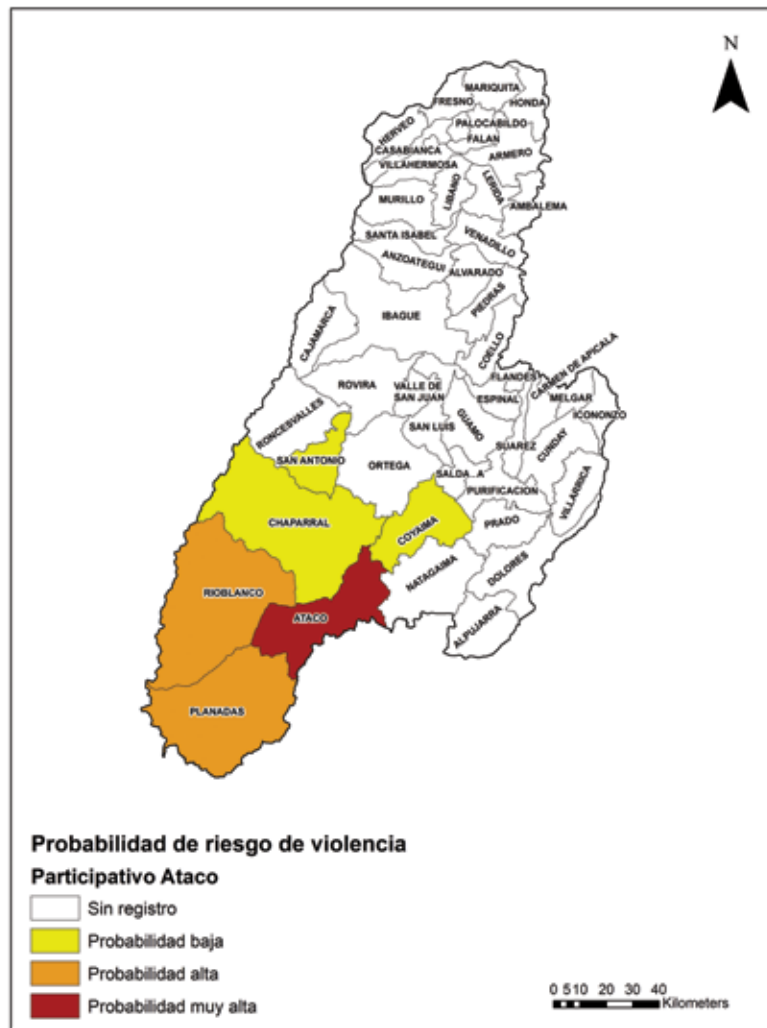 N
MARIQUITA
FRESNO
HONDA
HERVEO
PALOCABILDO
FALAN
CASABIANCA
ARMERO
VILLAHERMOSA
LERIDA
MURILLO
LIBANO
AMBALEMA
SANTA ISABEL
VENADILLO
ANZOATEGUI
ALVARADO
PIEDRAS
IBAGUE
CAJAMARCA
COELLO
CARMEN DE APICALA
FLANDES
ROVIRA
VALLE DE
SAN JUAN
ESPINAL
MELGAR
ICONONZO
RONCESVALLES
GUAMO
SAN LUIS
SUAREZ
CUNDAY
SAN ANTONIO
ORTEGA
SALDA..A
PURIFICACION
VILLARRICA
CHAPARRAL
COYAIMA
PRADO
NATAGAIMA
DOLORES
RIOBLANCO
ATACO
ALPUJARRA
PLANADAS
Probabilidad de riesgo de violencia
Participativo Ataco
Sin registro
Probabilidad baja
Probabilidad alta
Probabilidad muy alta
0 5 10 20 30 40
Kilometers